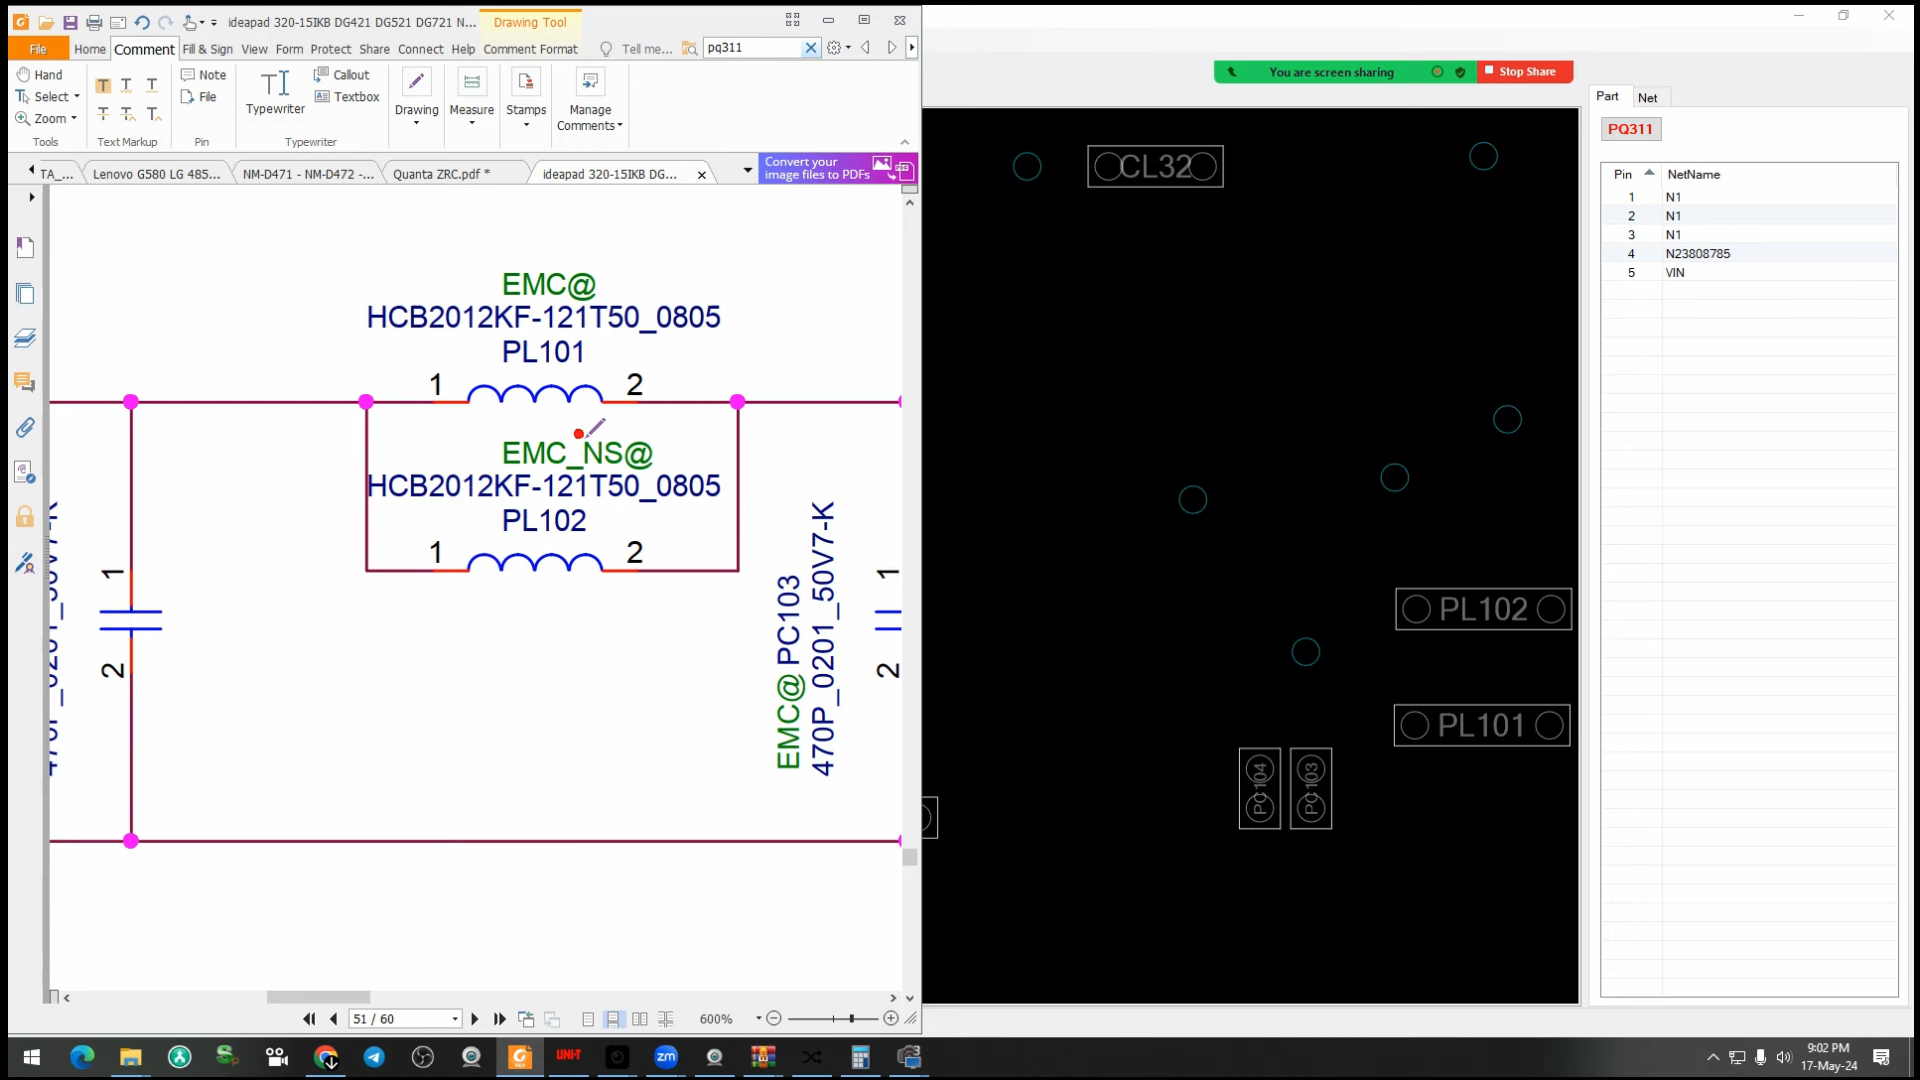 ideapad 320-15IKB DG421 DG521 DG721 N...
Drawing Tool
File
Home
Comment
Fill & Sign
View
Form
Protect
Share
Connect
Help
Comment Format
Tell me...
pq311
Hand
Select
Zoom
Tools
Text Markup
Note
File
Pin
Typewriter
Callout
Textbox
Typewriter
Drawing
Measure
Stamps
Manage
Comments
TA_...
Lenovo G580 LG 485...
NM-D471 - NM-D472 -...
Quanta ZRC.pdf *
ideapad 320-15IKB DG...
Convert your
image files to PDFs
EMC@
HCB2012KF-121T50_0805
PL101
1
2
EMC_NS@
HCB2012KF-121T50_0805
PL102
1
2
1
2
EMC@ PC103
470P_0201_50V7-K
1
2
51 / 60
600%
You are screen sharing
Stop Share
CL32
PL102
PL101
PC104
PC103
Part
Net
PQ311
Pin NetName
1 N1
2 N1
3 N1
4 N23808785
5 VIN
UNI-T
zm
9:02 PM
17-May-24